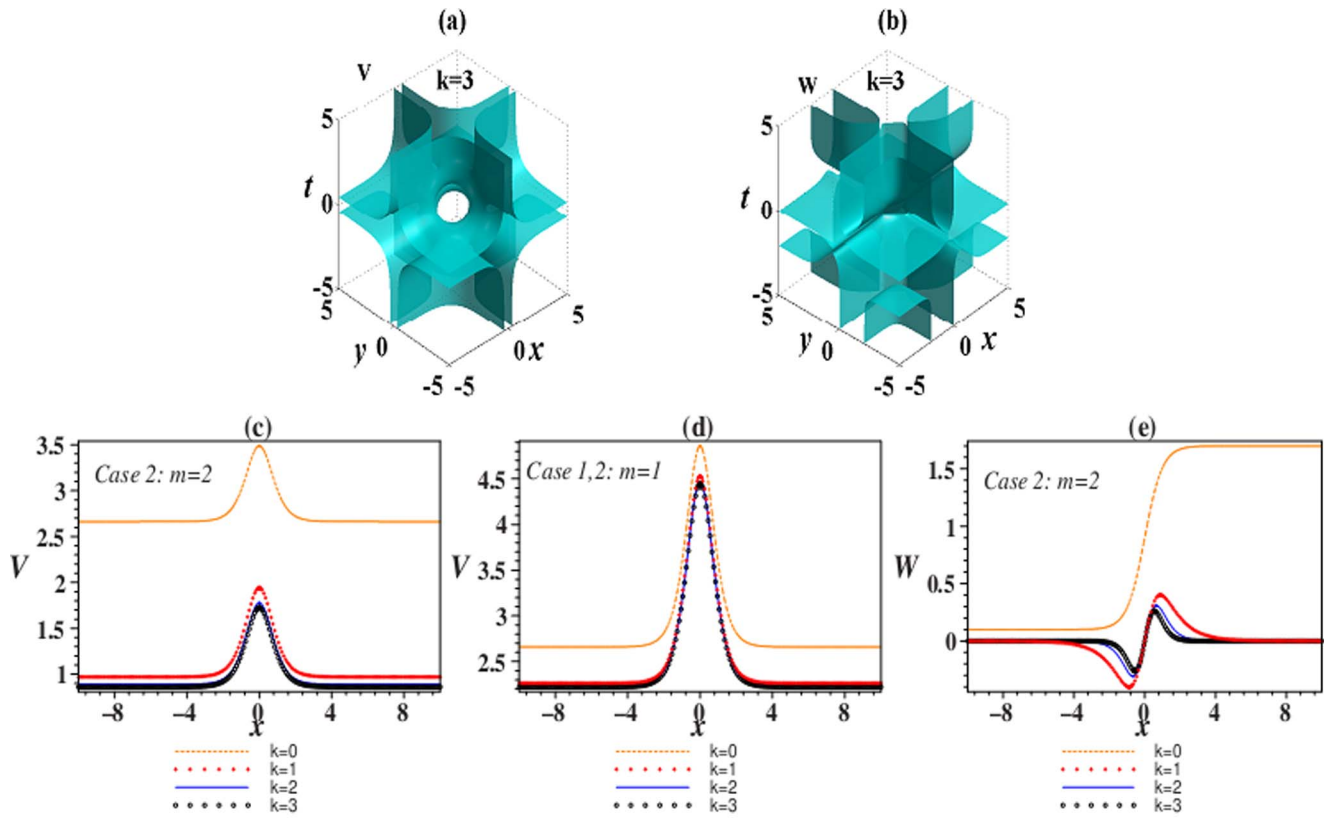 (a)
v
k=3
5
t
0
-5
5
y
0
-5
-5
0
x
5
(b)
w
k=3
5
t
0
-5
5
y
0
-5
-5
0
x
5
(c)
Case 2: m=2
3.5
3
2.5
V
2
1.5
1
−8 −4 0 4 8
x
k=0
k=1
k=2
k=3
(d)
Case 1,2: m=1
4.5
4
V
3.5
3
2.5
−8 −4 0 4 8
x
k=0
k=1
k=2
k=3
(e)
Case 2: m=2
1.5
1
W
0.5
0
−8 −4 0 4 8
x
k=0
k=1
k=2
k=3